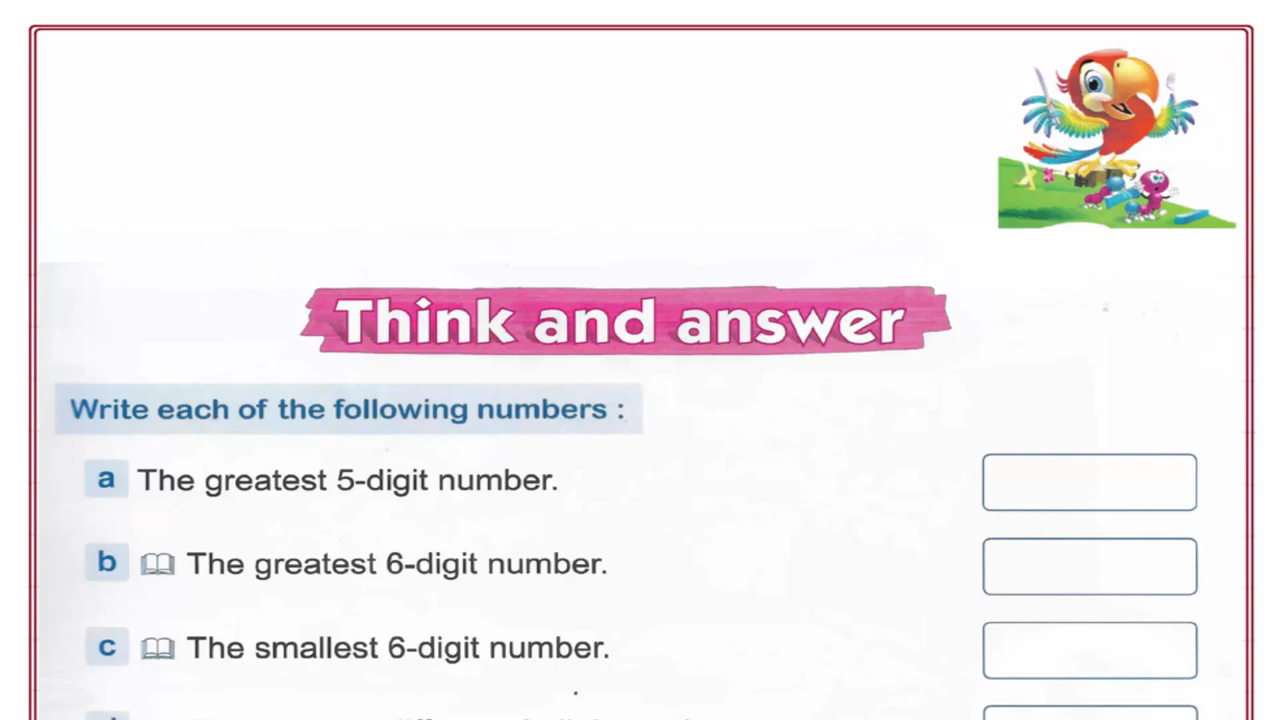 Think and answer
Write each of the following numbers :
a The greatest 5-digit number.
b The greatest 6-digit number.
c The smallest 6-digit number.